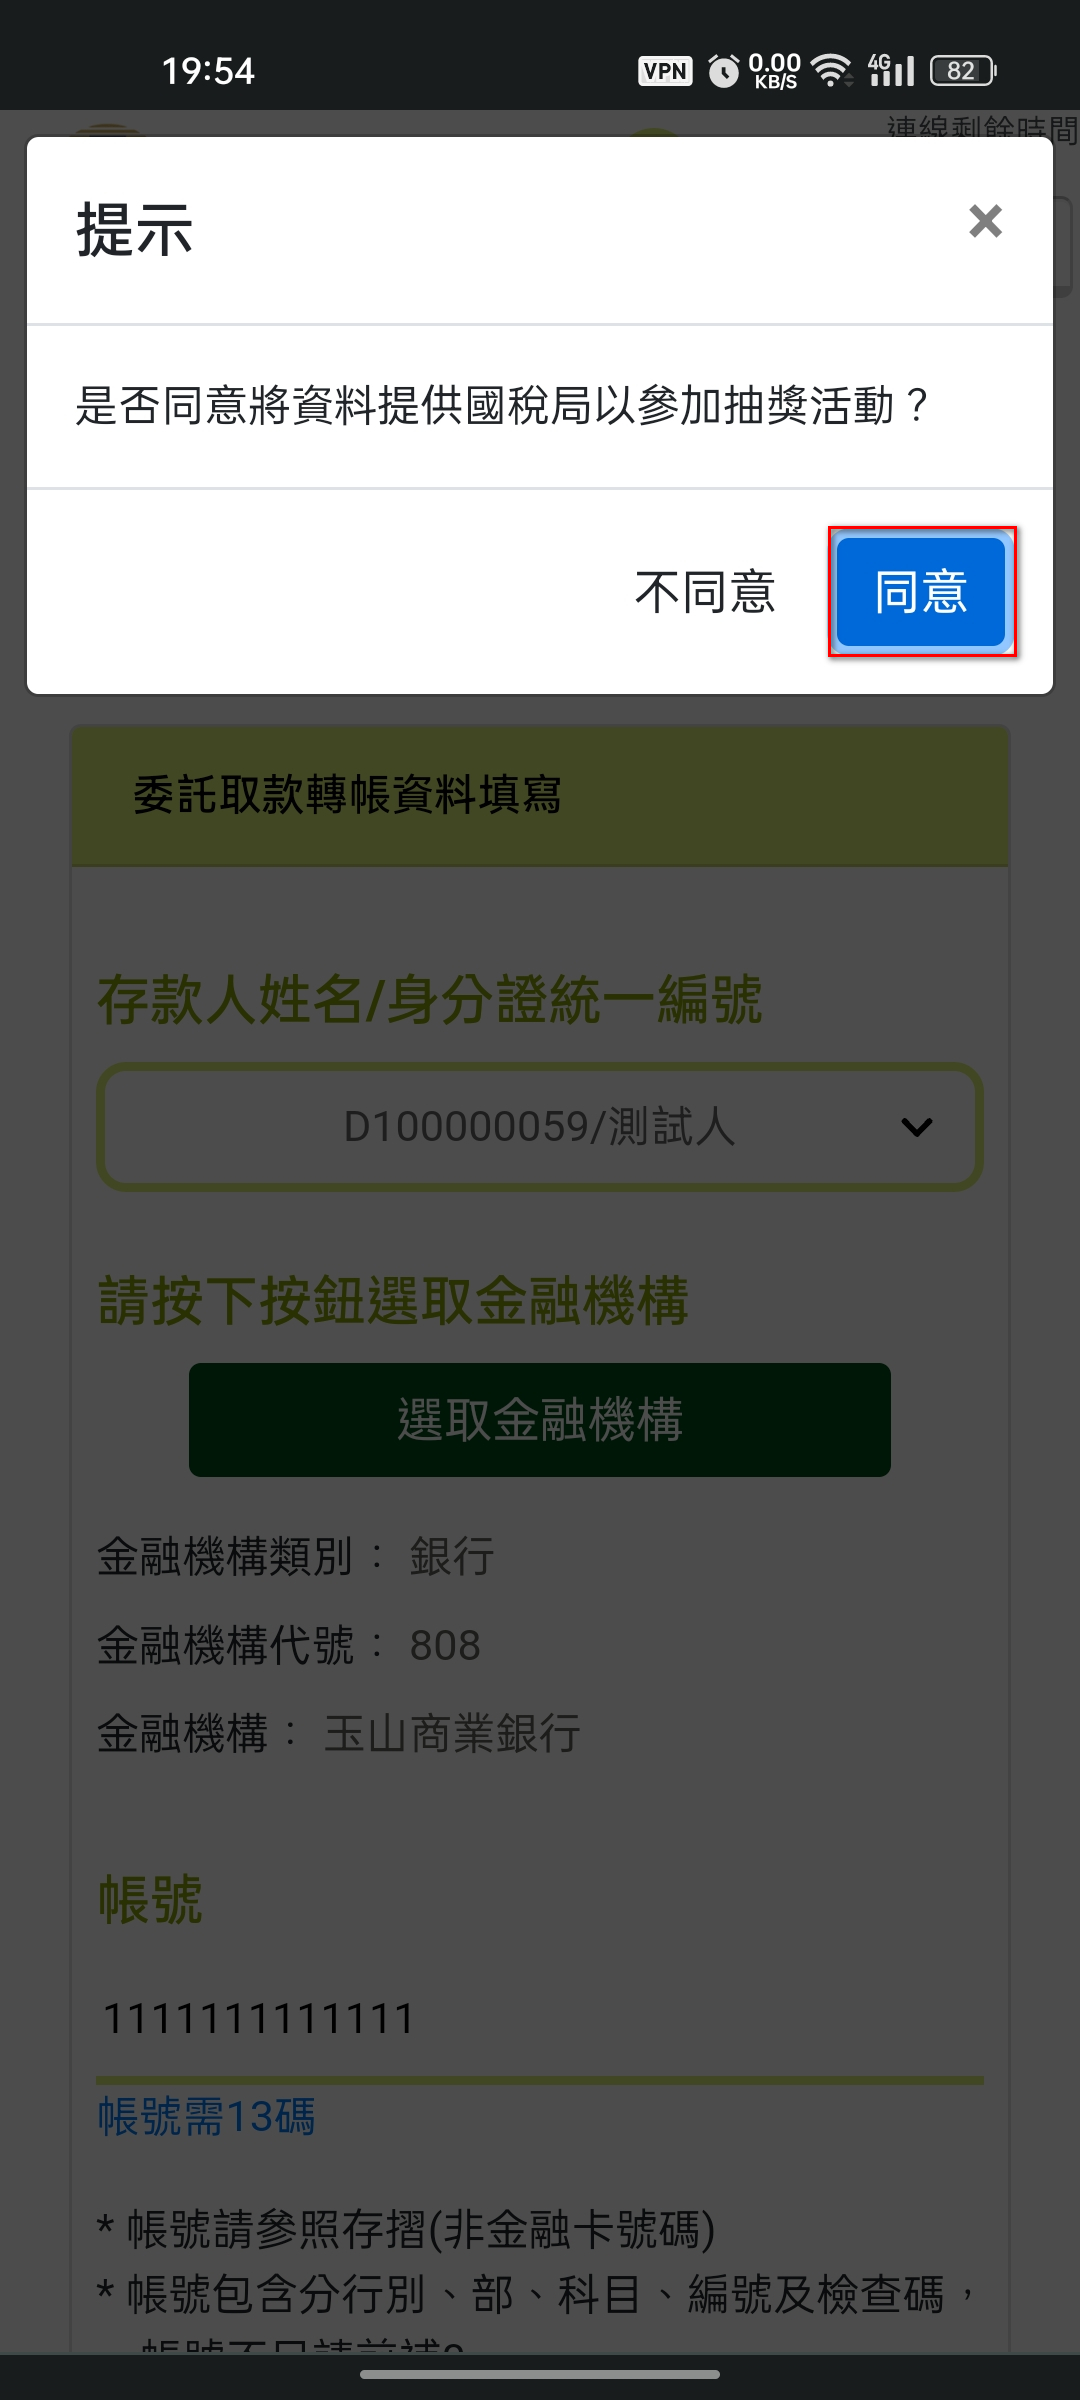 19:54
VPN
0.00
KB/S
4G
82
連線剩餘時間
提示
×
是否同意將資料提供國稅局以參加抽獎活動？
不同意
同意
委託取款轉帳資料填寫
存款人姓名/身分證統一編號
D100000059/測試人
請按下按鈕選取金融機構
選取金融機構
金融機構類別： 銀行
金融機構代號： 808
金融機構： 玉山商業銀行
帳號
1111111111111
帳號需13碼
* 帳號請參照存摺(非金融卡號碼)
* 帳號包含分行別、部、科目、編號及檢查碼，